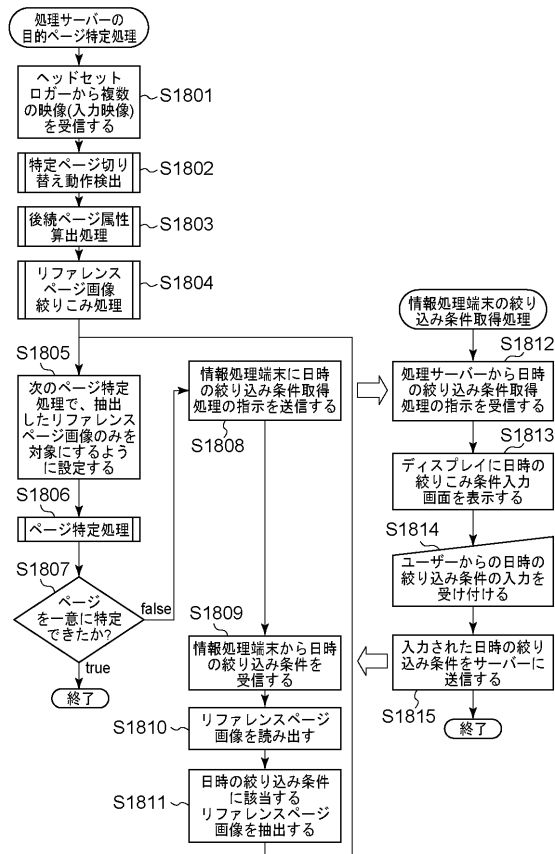 処理サーバーの
目的ページ特定処理
ヘッドセット
ロガーから複数
の映像(入力映像)
を受信する
S1801
特定ページ切り
替え動作検出
S1802
後続ページ属性
算出処理
S1803
リファレンス
ページ画像
絞りこみ処理
S1804
S1805
次のページ特定
処理で、抽出
したリファレンス
ページ画像のみを
対象にするよう
に設定する
S1806
ページ特定処理
S1807
ページ
を一意に特定
できたか?
false
true
終了
情報処理端末に日時
の絞り込み条件取得
処理の指示を送信する
S1808
S1809
情報処理端末から日時
の絞り込み条件を
受信する
S1810
リファレンスページ
画像を読み出す
S1811
日時の絞り込み条件
に該当する
リファレンスページ
画像を抽出する
情報処理端末の絞り
込み条件取得処理
S1812
処理サーバーから日時
の絞り込み条件取得
処理の指示を受信する
S1813
ディスプレイに日時の
絞りこみ条件入力
画面を表示する
S1814
ユーザーからの日時の
絞り込み条件の入力を
受け付ける
入力された日時の絞り
込み条件をサーバーに
送信する
S1815
終了